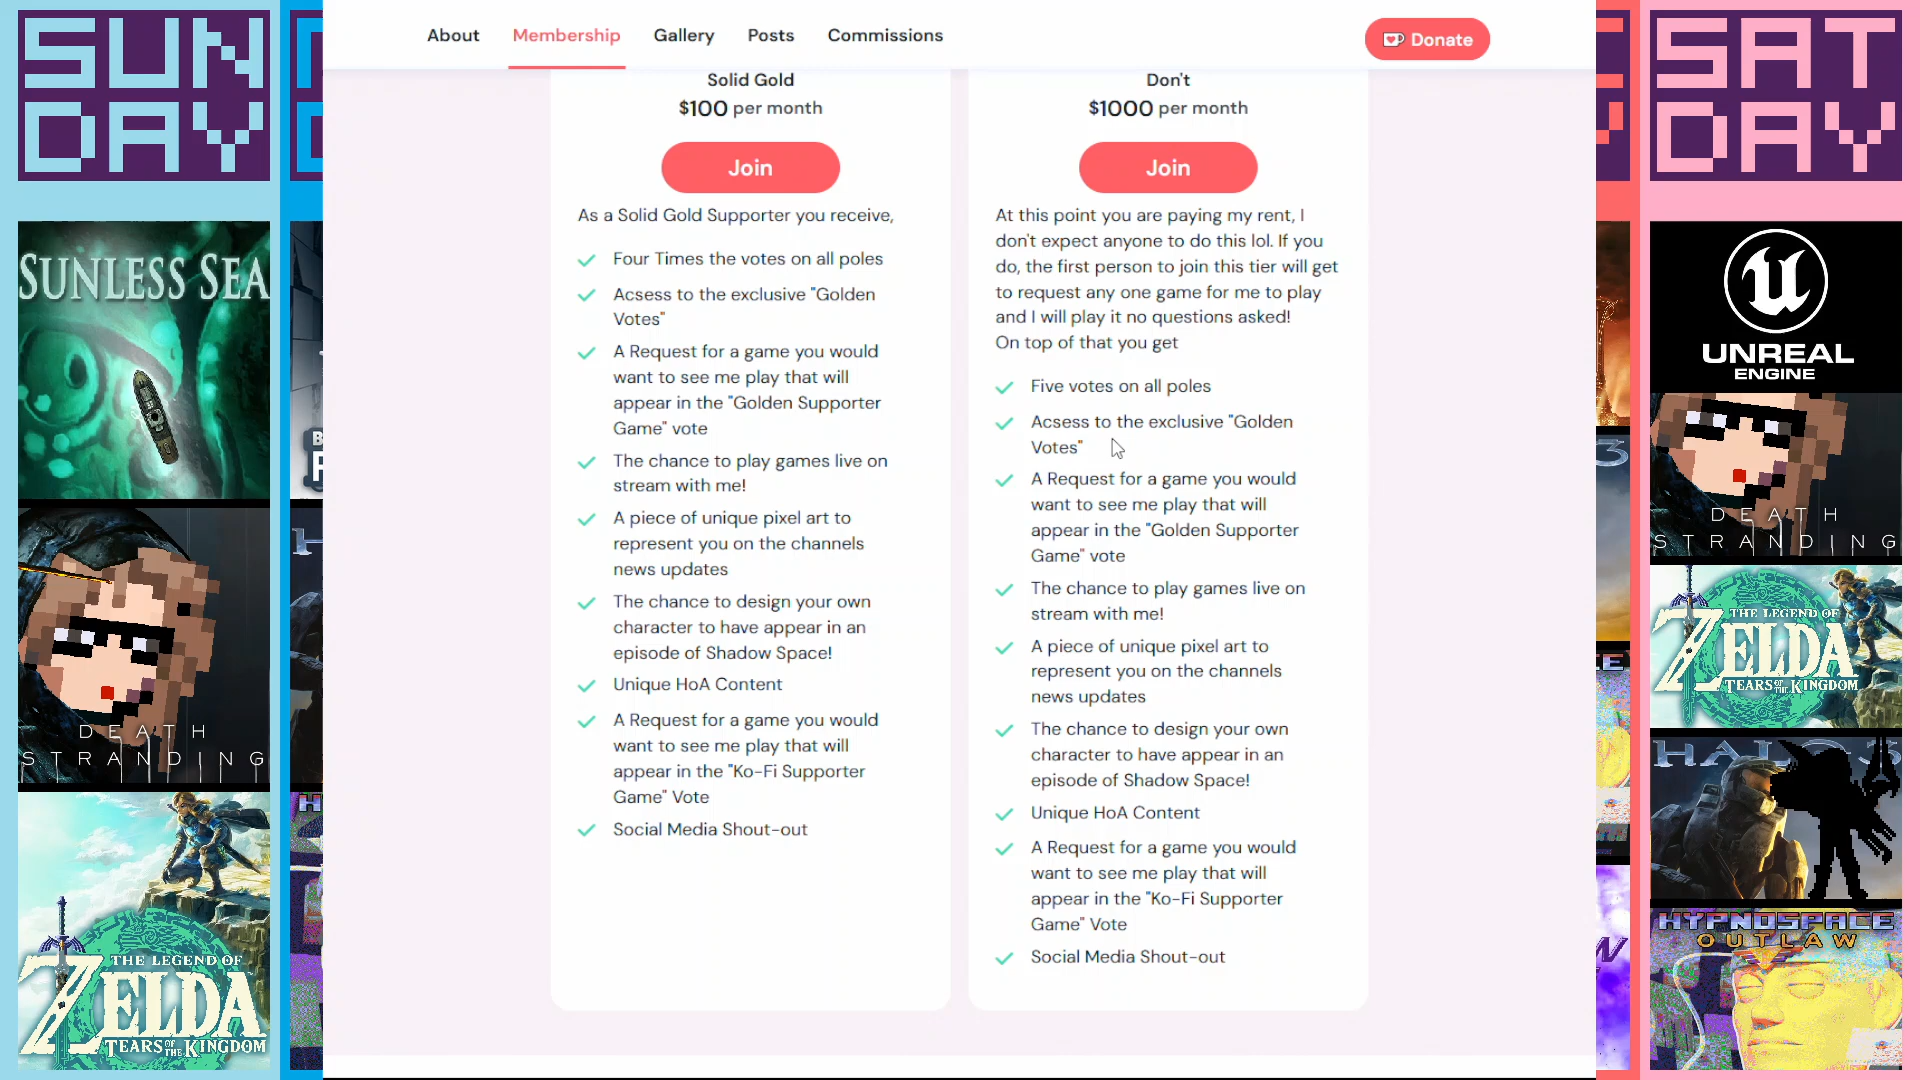 SUN
DAY
SUNLESS SEA
DEATH
STRANDING
THE LEGEND OF
ZELDA
TEARS OF THE KINGDOM
About
Membership
Gallery
Posts
Commissions
Donate
Solid Gold
$100 per month
Join
As a Solid Gold Supporter you receive,
Four Times the votes on all poles
Acsess to the exclusive "Golden
Votes"
A Request for a game you would
want to see me play that will
appear in the "Golden Supporter
Game" vote
The chance to play games live on
stream with me!
A piece of unique pixel art to
represent you on the channels
news updates
The chance to design your own
character to have appear in an
episode of Shadow Space!
Unique HoA Content
A Request for a game you would
want to see me play that will
appear in the "Ko-Fi Supporter
Game" Vote
Social Media Shout-out
Don't
$1000 per month
Join
At this point you are paying my rent, I
don't expect anyone to do this lol. If you
do, the first person to join this tier will get
to request any one game for me to play
and I will play it no questions asked!
On top of that you get
Five votes on all poles
Acsess to the exclusive "Golden
Votes"
A Request for a game you would
want to see me play that will
appear in the "Golden Supporter
Game" vote
The chance to play games live on
stream with me!
A piece of unique pixel art to
represent you on the channels
news updates
The chance to design your own
character to have appear in an
episode of Shadow Space!
Unique HoA Content
A Request for a game you would
want to see me play that will
appear in the "Ko-Fi Supporter
Game" Vote
Social Media Shout-out
SAT
DAY
UNREAL
ENGINE
DEATH
STRANDING
THE LEGEND OF
ZELDA
TEARS OF THE KINGDOM
HALO 3
HYPNOSPACE
OUTLAW